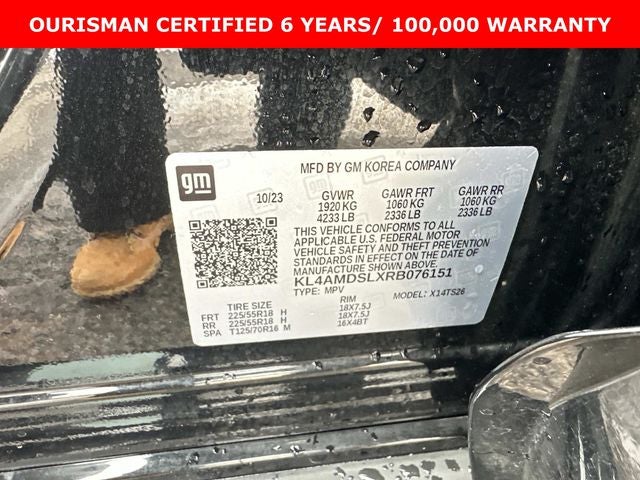 OURISMAN CERTIFIED 6 YEARS/ 100,000 WARRANTY
gm
MFD BY GM KOREA COMPANY
10/23 GVWR GAWR FRT GAWR RR
1920 KG 1060 KG 1060 KG
4233 LB 2336 LB 2336 LB
THIS VEHICLE CONFORMS TO ALL
APPLICABLE U.S. FEDERAL MOTOR
VEHICLE SAFETY AND THEFT PREVENTION
STANDARDS IN EFFECT ON THE DATE OF
MANUFACTURE SHOWN ABOVE.
KL4AMDSLXRB076151
TYPE: MPV MODEL: X14TS26
TIRE SIZE RIM
FRT 225/55R18 H 18X7.5J
RR 225/55R18 H 18X7.5J
SPA T125/70R16 M 16X4BT